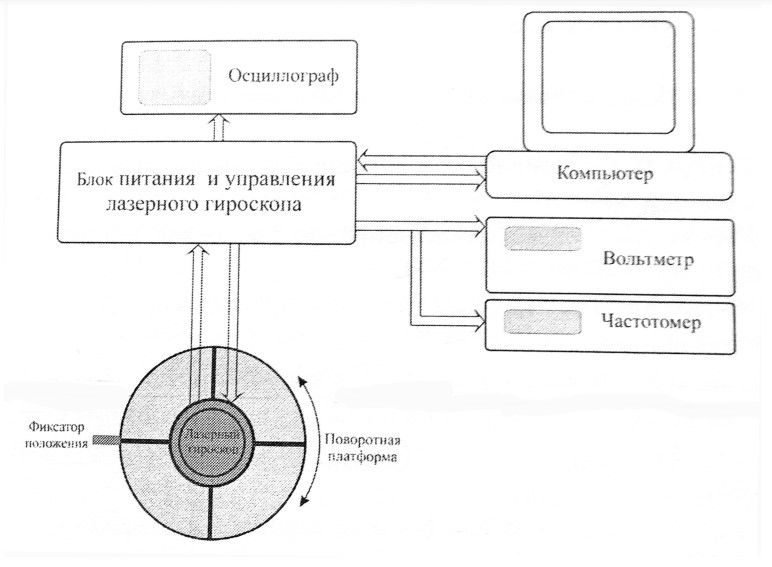 Осциллограф
Блок питания и управления
лазерного гироскопа
Компьютер
Вольтметр
Частотомер
Фиксатор
положения
Лазерный
гироскоп
Поворотная
платформа